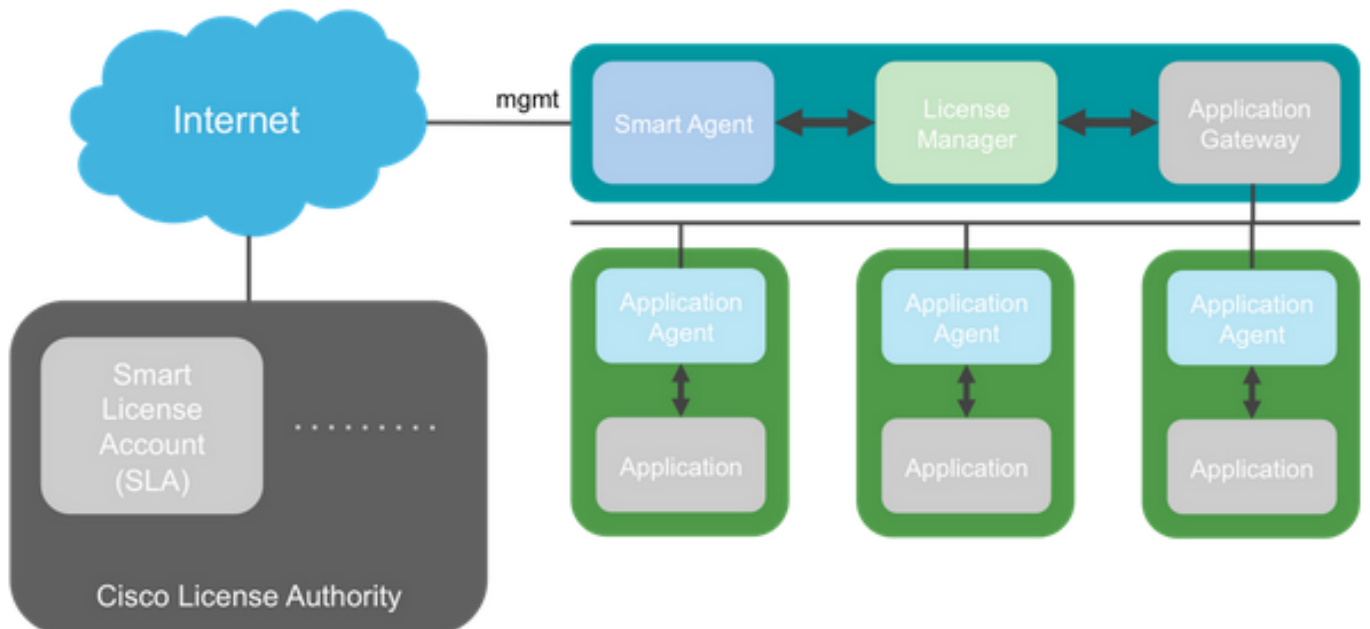 Internet
mgmt
Smart Agent
License
Manager
Application
Gateway
Application
Agent
Application
Application
Agent
Application
Application
Agent
Application
Smart
License
Account
(SLA)
.........
Cisco License Authority